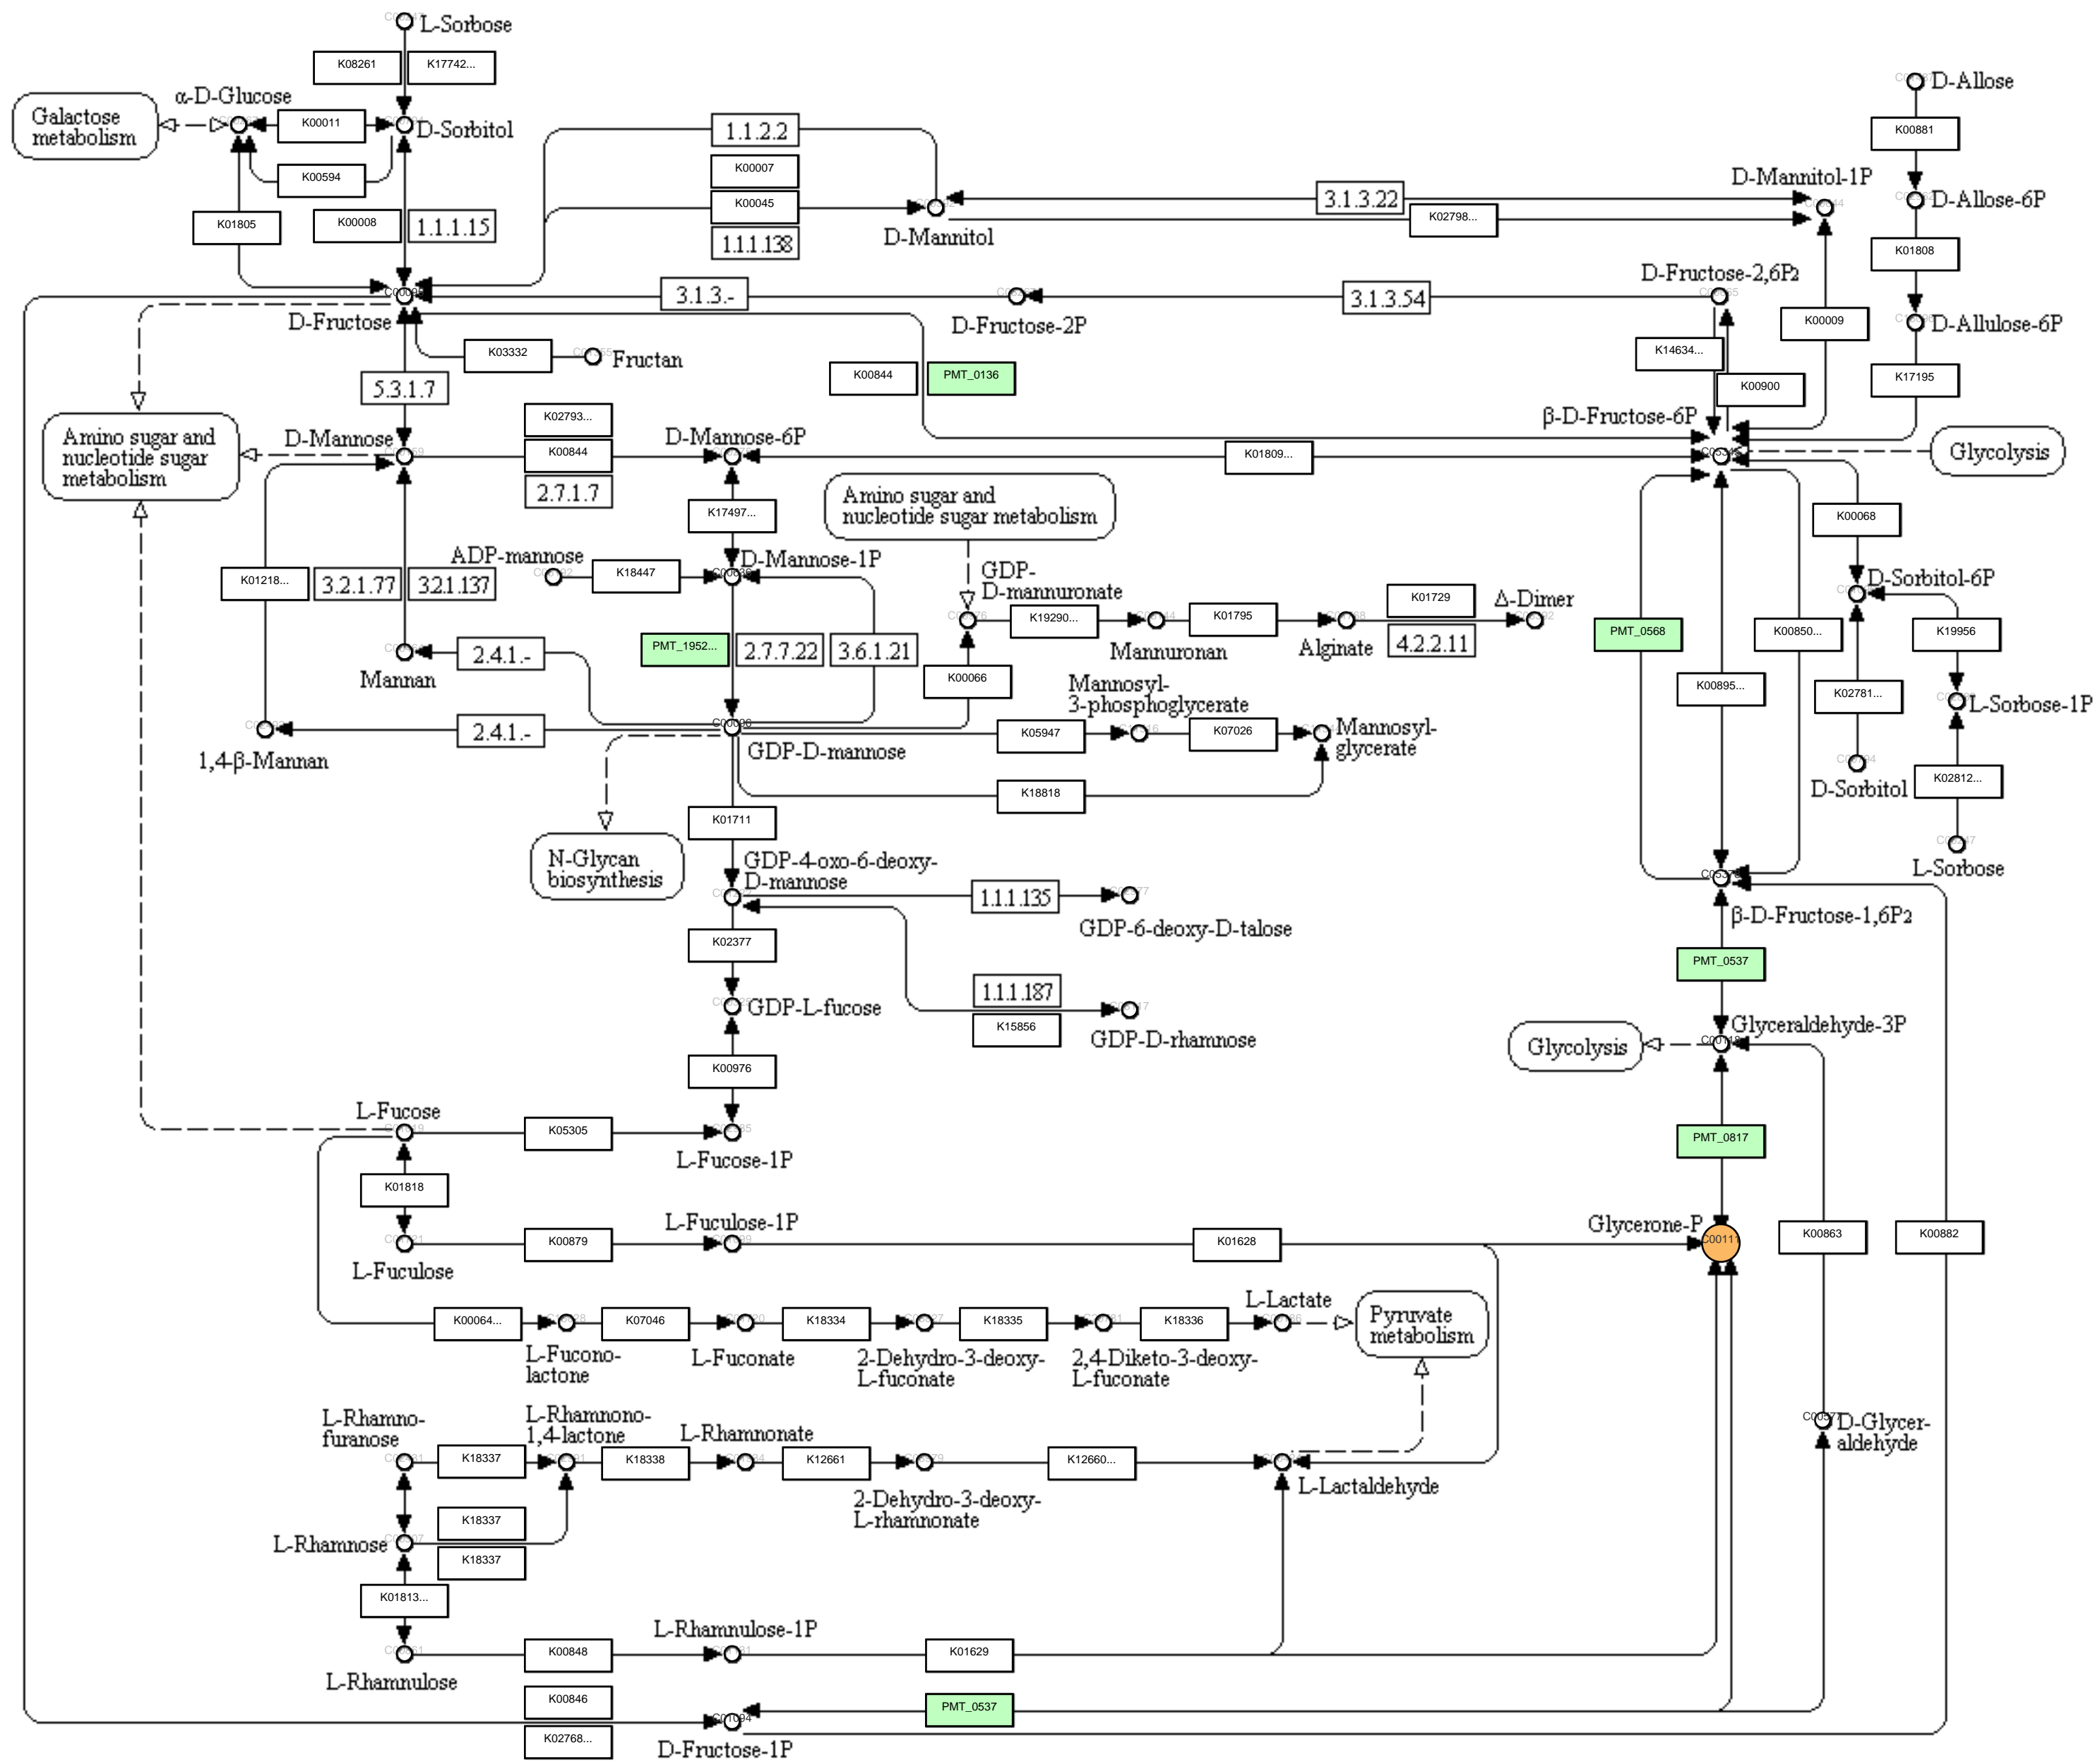 L-Sorbose
K08261
K17742...
α-D-Glucose
Galactose
metabolism
K00011
D-Sorbitol
K00594
K01805
K00008
1.1.1.15
1.1.2.2
K00007
K00045
1.1.1.138
D-Mannitol
3.1.3.22
K02798...
D-Mannitol-1P
D-Allose
K00881
D-Allose-6P
K01808
D-Allulose-6P
K17195
K00009
D-Fructose-2,6P2
3.1.3.54
D-Fructose-2P
3.1.3.-
D-Fructose
K03332
Fructan
K00844
PMT_0136
K14634...
K00900
β-D-Fructose-6P
Glycolysis
5.3.1.7
Amino sugar and
nucleotide sugar
metabolism
D-Mannose
K02793...
K00844
2.7.1.7
D-Mannose-6P
K01809...
K17497...
Amino sugar and
nucleotide sugar metabolism
ADP-mannose
K18447
D-Mannose-1P
GDP-
D-mannuronate
K19290...
K01795
K01729
4.2.2.11
Δ-Dimer
Mannuronan
Alginate
K01218...
3.2.1.77
3.2.1.137
Mannan
2.4.1.-
PMT_1952...
2.7.7.22
3.6.1.21
K00066
Mannosyl-
3-phosphoglycerate
K05947
K07026
Mannosyl-
glycerate
K18818
2.4.1.-
1,4-β-Mannan
C00096
GDP-D-mannose
K00068
D-Sorbitol-6P
PMT_0568
K00850...
K00895...
K19956
K02781...
L-Sorbose-1P
D-Sorbitol
K02812...
L-Sorbose
K01711
N-Glycan
biosynthesis
GDP-4-oxo-6-deoxy-
D-mannose
1.1.1.135
GDP-6-deoxy-D-talose
K02377
1.1.1.187
K15856
GDP-D-rhamnose
GDP-L-fucose
K00976
β-D-Fructose-1,6P2
PMT_0537
Glyceraldehyde-3P
Glycolysis
PMT_0817
L-Fucose
K05305
L-Fucose-1P
K01818
L-Fuculose
K00879
L-Fuculose-1P
K01628
Glycerone-P
C00111
K00863
K00882
K00064...
L-Fucono-
lactone
K07046
L-Fuconate
K18334
2-Dehydro-3-deoxy-
L-fuconate
K18335
2,4-Diketo-3-deoxy-
L-fuconate
K18336
L-Lactate
Pyruvate
metabolism
L-Rhamno-
furanose
K18337
L-Rhamnono-
1,4-lactone
K18338
L-Rhamnonate
K12661
2-Dehydro-3-deoxy-
L-rhamnonate
K12660...
L-Lactaldehyde
C00577
D-Glycer-
aldehyde
L-Rhamnose
K18337
K18337
K01813...
L-Rhamnulose
K00848
L-Rhamnulose-1P
K01629
K00846
K02768...
C01094
D-Fructose-1P
PMT_0537